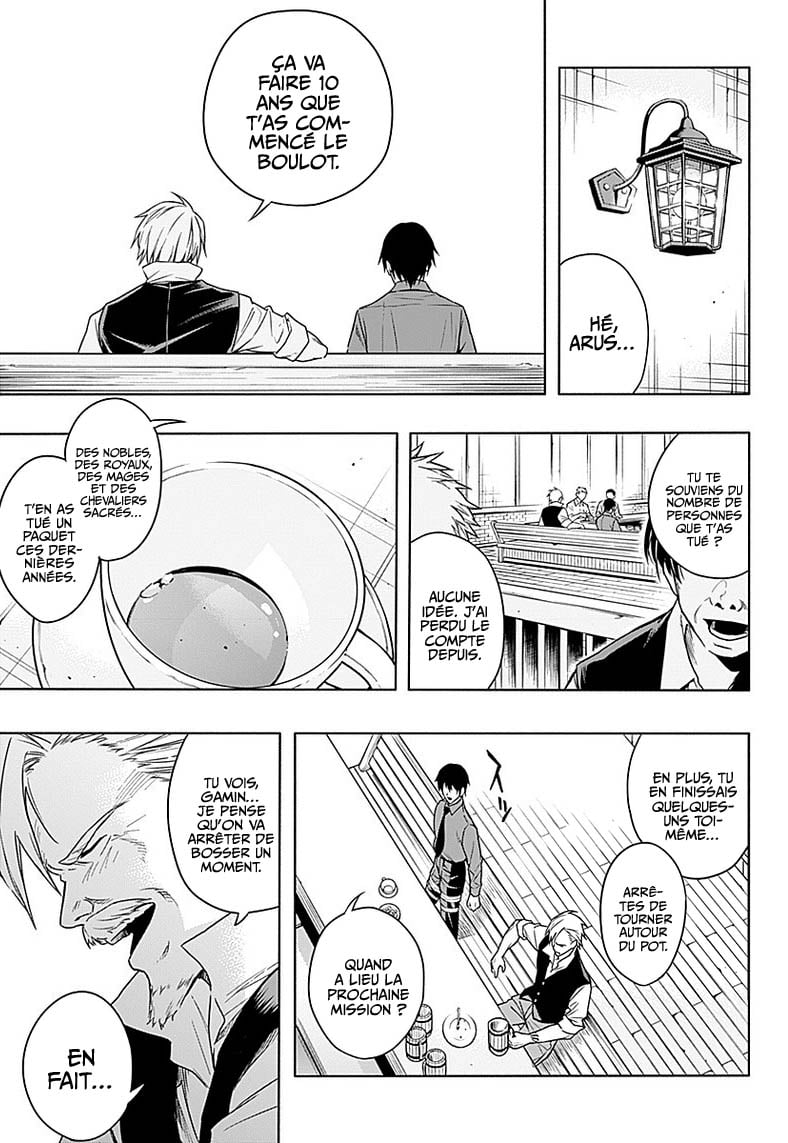 HÉ,
ARUS...
ÇA VA
FAIRE 10
ANS QUE
T'AS COM-
MENCÉ LE
BOULOT.
TU TE
SOUVIENS DU
NOMBRE DE
PERSONNES
QUE T'AS
TUÉ ?
AUCUNE
IDÉE. J'AI
PERDU LE
COMPTE
DEPUIS.
DES NOBLES,
DES ROYAUX,
DES MAGES
ET DES
CHEVALIERS
SACRÉS...
T'EN AS
TUÉ UN
PAQUET
CES DER-
NIÈRES
ANNÉES.
EN PLUS, TU
EN FINISSAIS
QUELQUES-
UNS TOI-
MÊME...
ARRÊ-
TES DE
TOURNER
AUTOUR
DU POT.
QUAND
A LIEU LA
PROCHAINE
MISSION ?
TU VOIS,
GAMIN...
JE PENSE
QU'ON VA
ARRÊTER DE
BOSSER UN
MOMENT.
EN
FAIT...